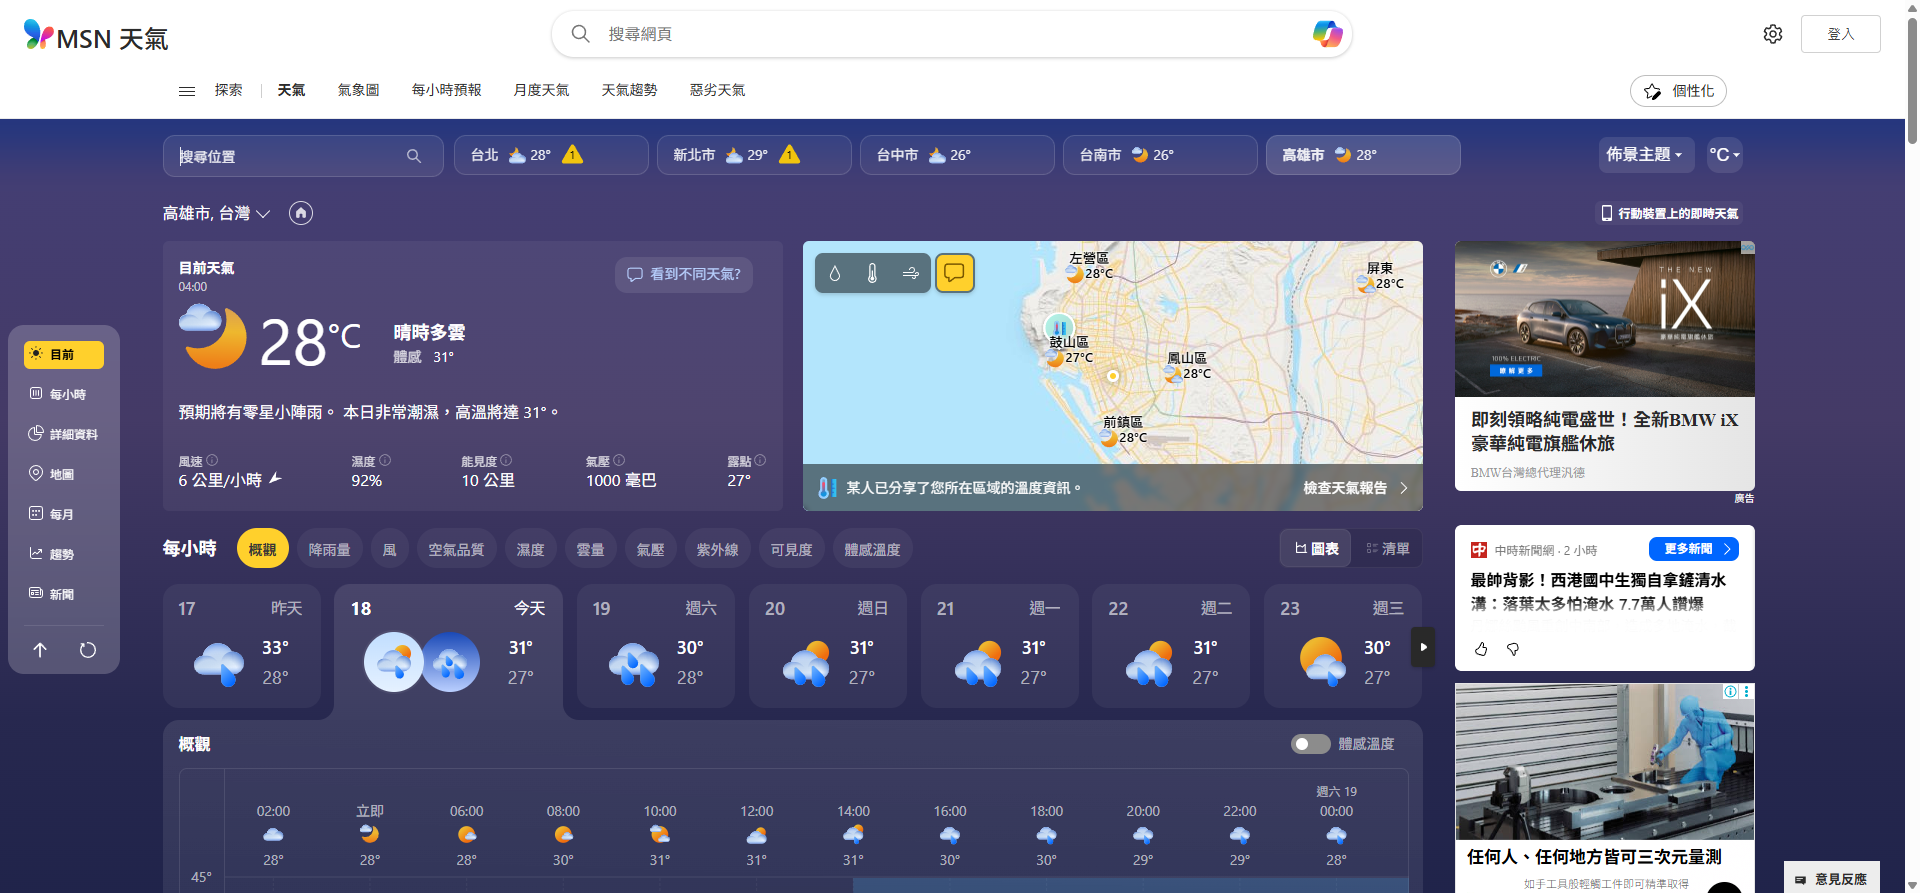 MSN 天氣
搜尋網頁
登入
探索
天氣
氣象圖
每小時預報
月度天氣
天氣趨勢
惡劣天氣
個性化
搜尋位置
台北 28° 1
新北市 29° 1
台中市 26°
台南市 26°
高雄市 28°
佈景主題
°C
高雄市, 台灣
行動裝置上的即時天氣
目前
每小時
詳細資料
地圖
每月
趨勢
新聞
目前天氣
04:00
看到不同天氣?
28°C
晴時多雲
體感 31°
預期將有零星小陣雨。 本日非常潮濕，高溫將達 31°。
風速
6 公里/小時
濕度
92%
能見度
10 公里
氣壓
1000 毫巴
露點
27°
左營區
28°C
屏東
28°C
鼓山區
27°C
鳳山區
28°C
前鎮區
28°C
某人已分享了您所在區域的溫度資訊。
檢查天氣報告
THE NEW
iX
豪華純電旗艦休旅
100% ELECTRIC
瞭解更多
即刻領略純電盛世！全新BMW iX
豪華純電旗艦休旅
BMW台灣總代理汎德
廣告
每小時
概觀
降雨量
風
空氣品質
濕度
雲量
氣壓
紫外線
可見度
體感溫度
圖表
清單
17 昨天
33°
28°
18 今天
31°
27°
19 週六
30°
28°
20 週日
31°
27°
21 週一
31°
27°
22 週二
31°
27°
23 週三
30°
27°
中時新聞網 · 2 小時
更多新聞
最帥背影！西港國中生獨自拿鏟清水
溝：落葉太多怕淹水 7.7萬人讚爆
概觀
體感溫度
週六 19
02:00
立即
06:00
08:00
10:00
12:00
14:00
16:00
18:00
20:00
22:00
00:00
28°
28°
28°
30°
31°
31°
31°
30°
30°
29°
29°
28°
45°
任何人、任何地方皆可三次元量測
如手工具般輕觸工件即可精準取得
意見反應